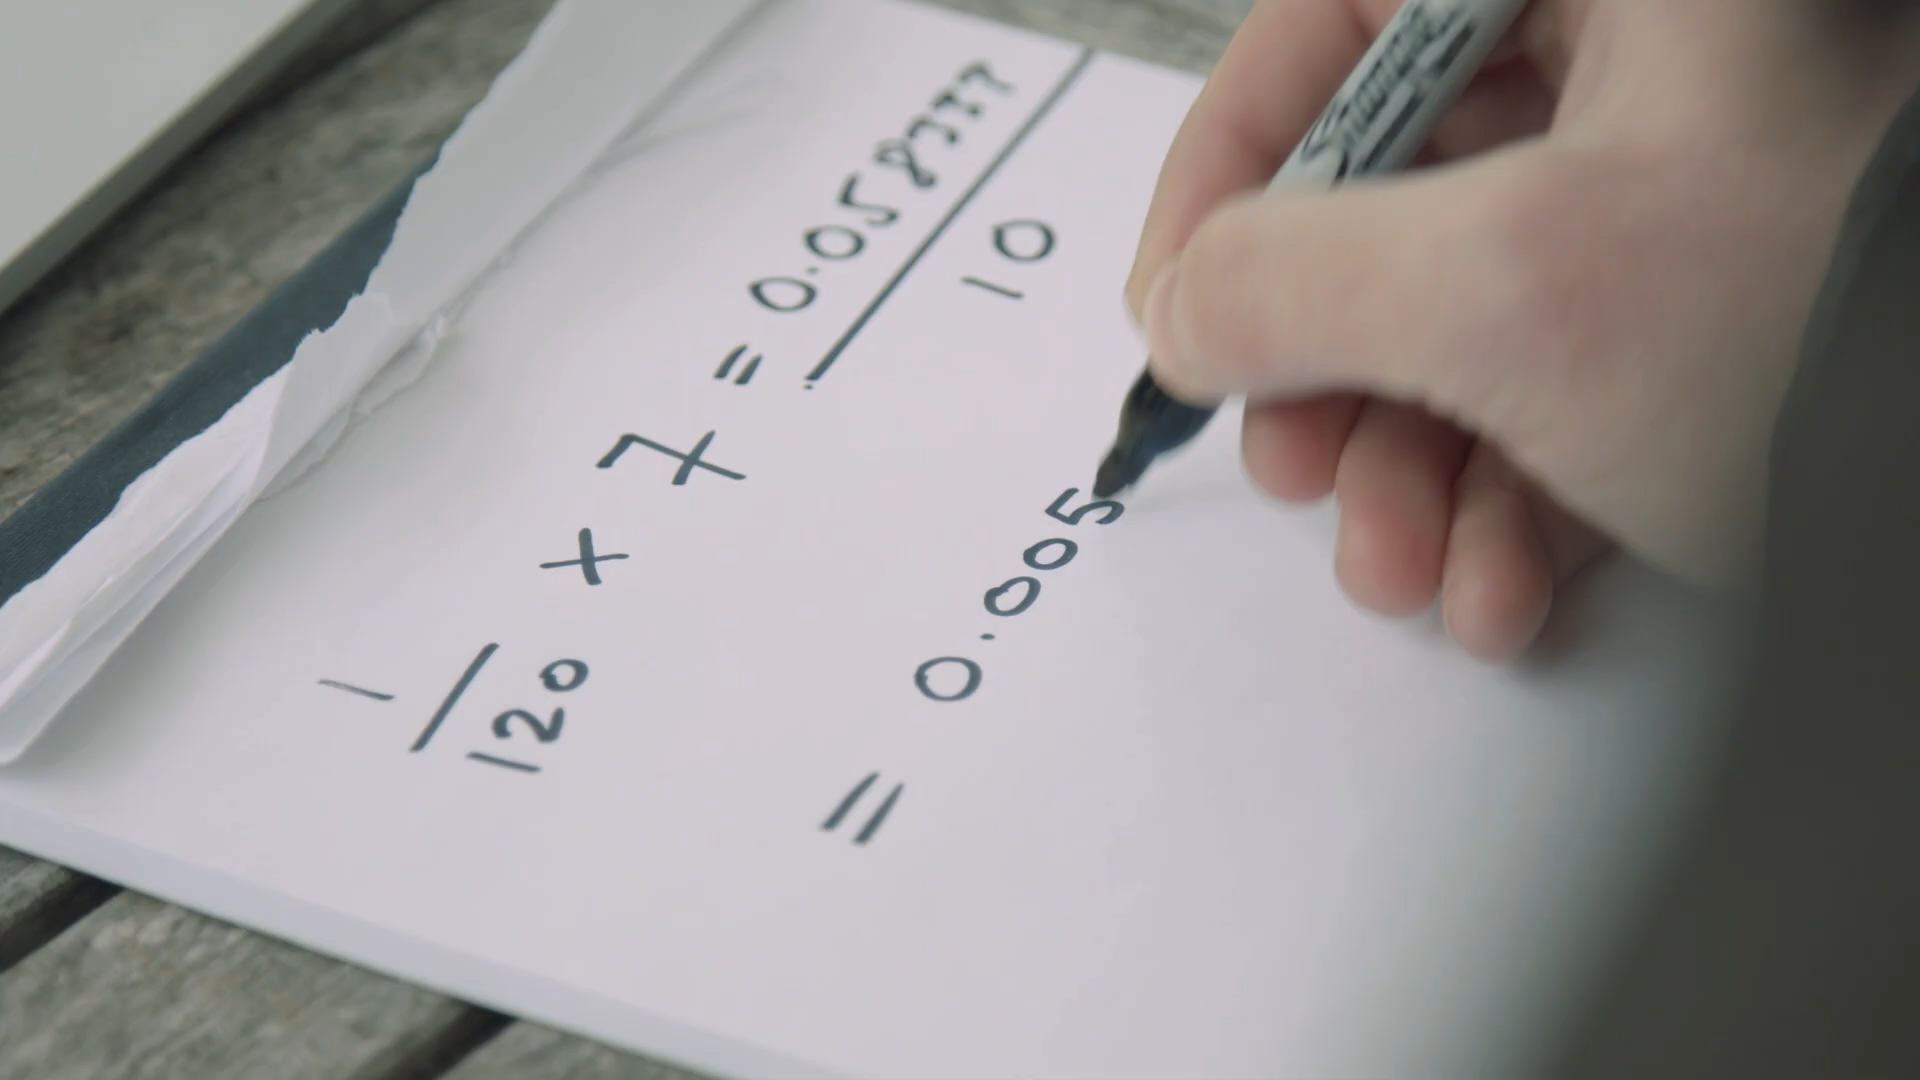 1/120 × 7 = 0.058333/10
= 0.005